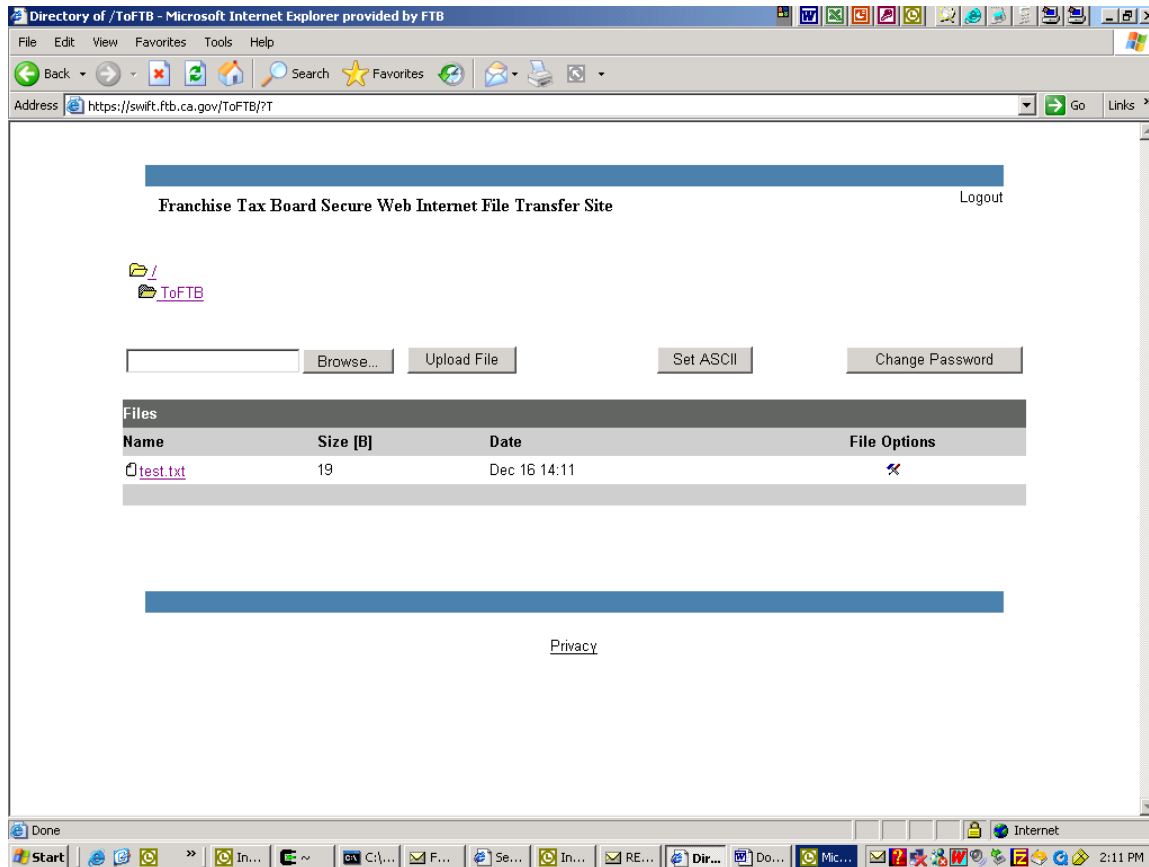 Directory of /ToFTB - Microsoft Internet Explorer provided by FTB
File Edit View Favorites Tools Help
Back Search Favorites
Address https://swift.ftb.ca.gov/ToFTB/?T Go Links »
Logout
Franchise Tax Board Secure Web Internet File Transfer Site
/
ToFTB
Browse... Upload File Set ASCII Change Password
Files
Name Size [B] Date File Options
test.txt 19 Dec 16 14:11
Privacy
Done Internet
Start » In... ~ C:\... F... Se... In... RE... Dir... Do... Mic... 2:11 PM